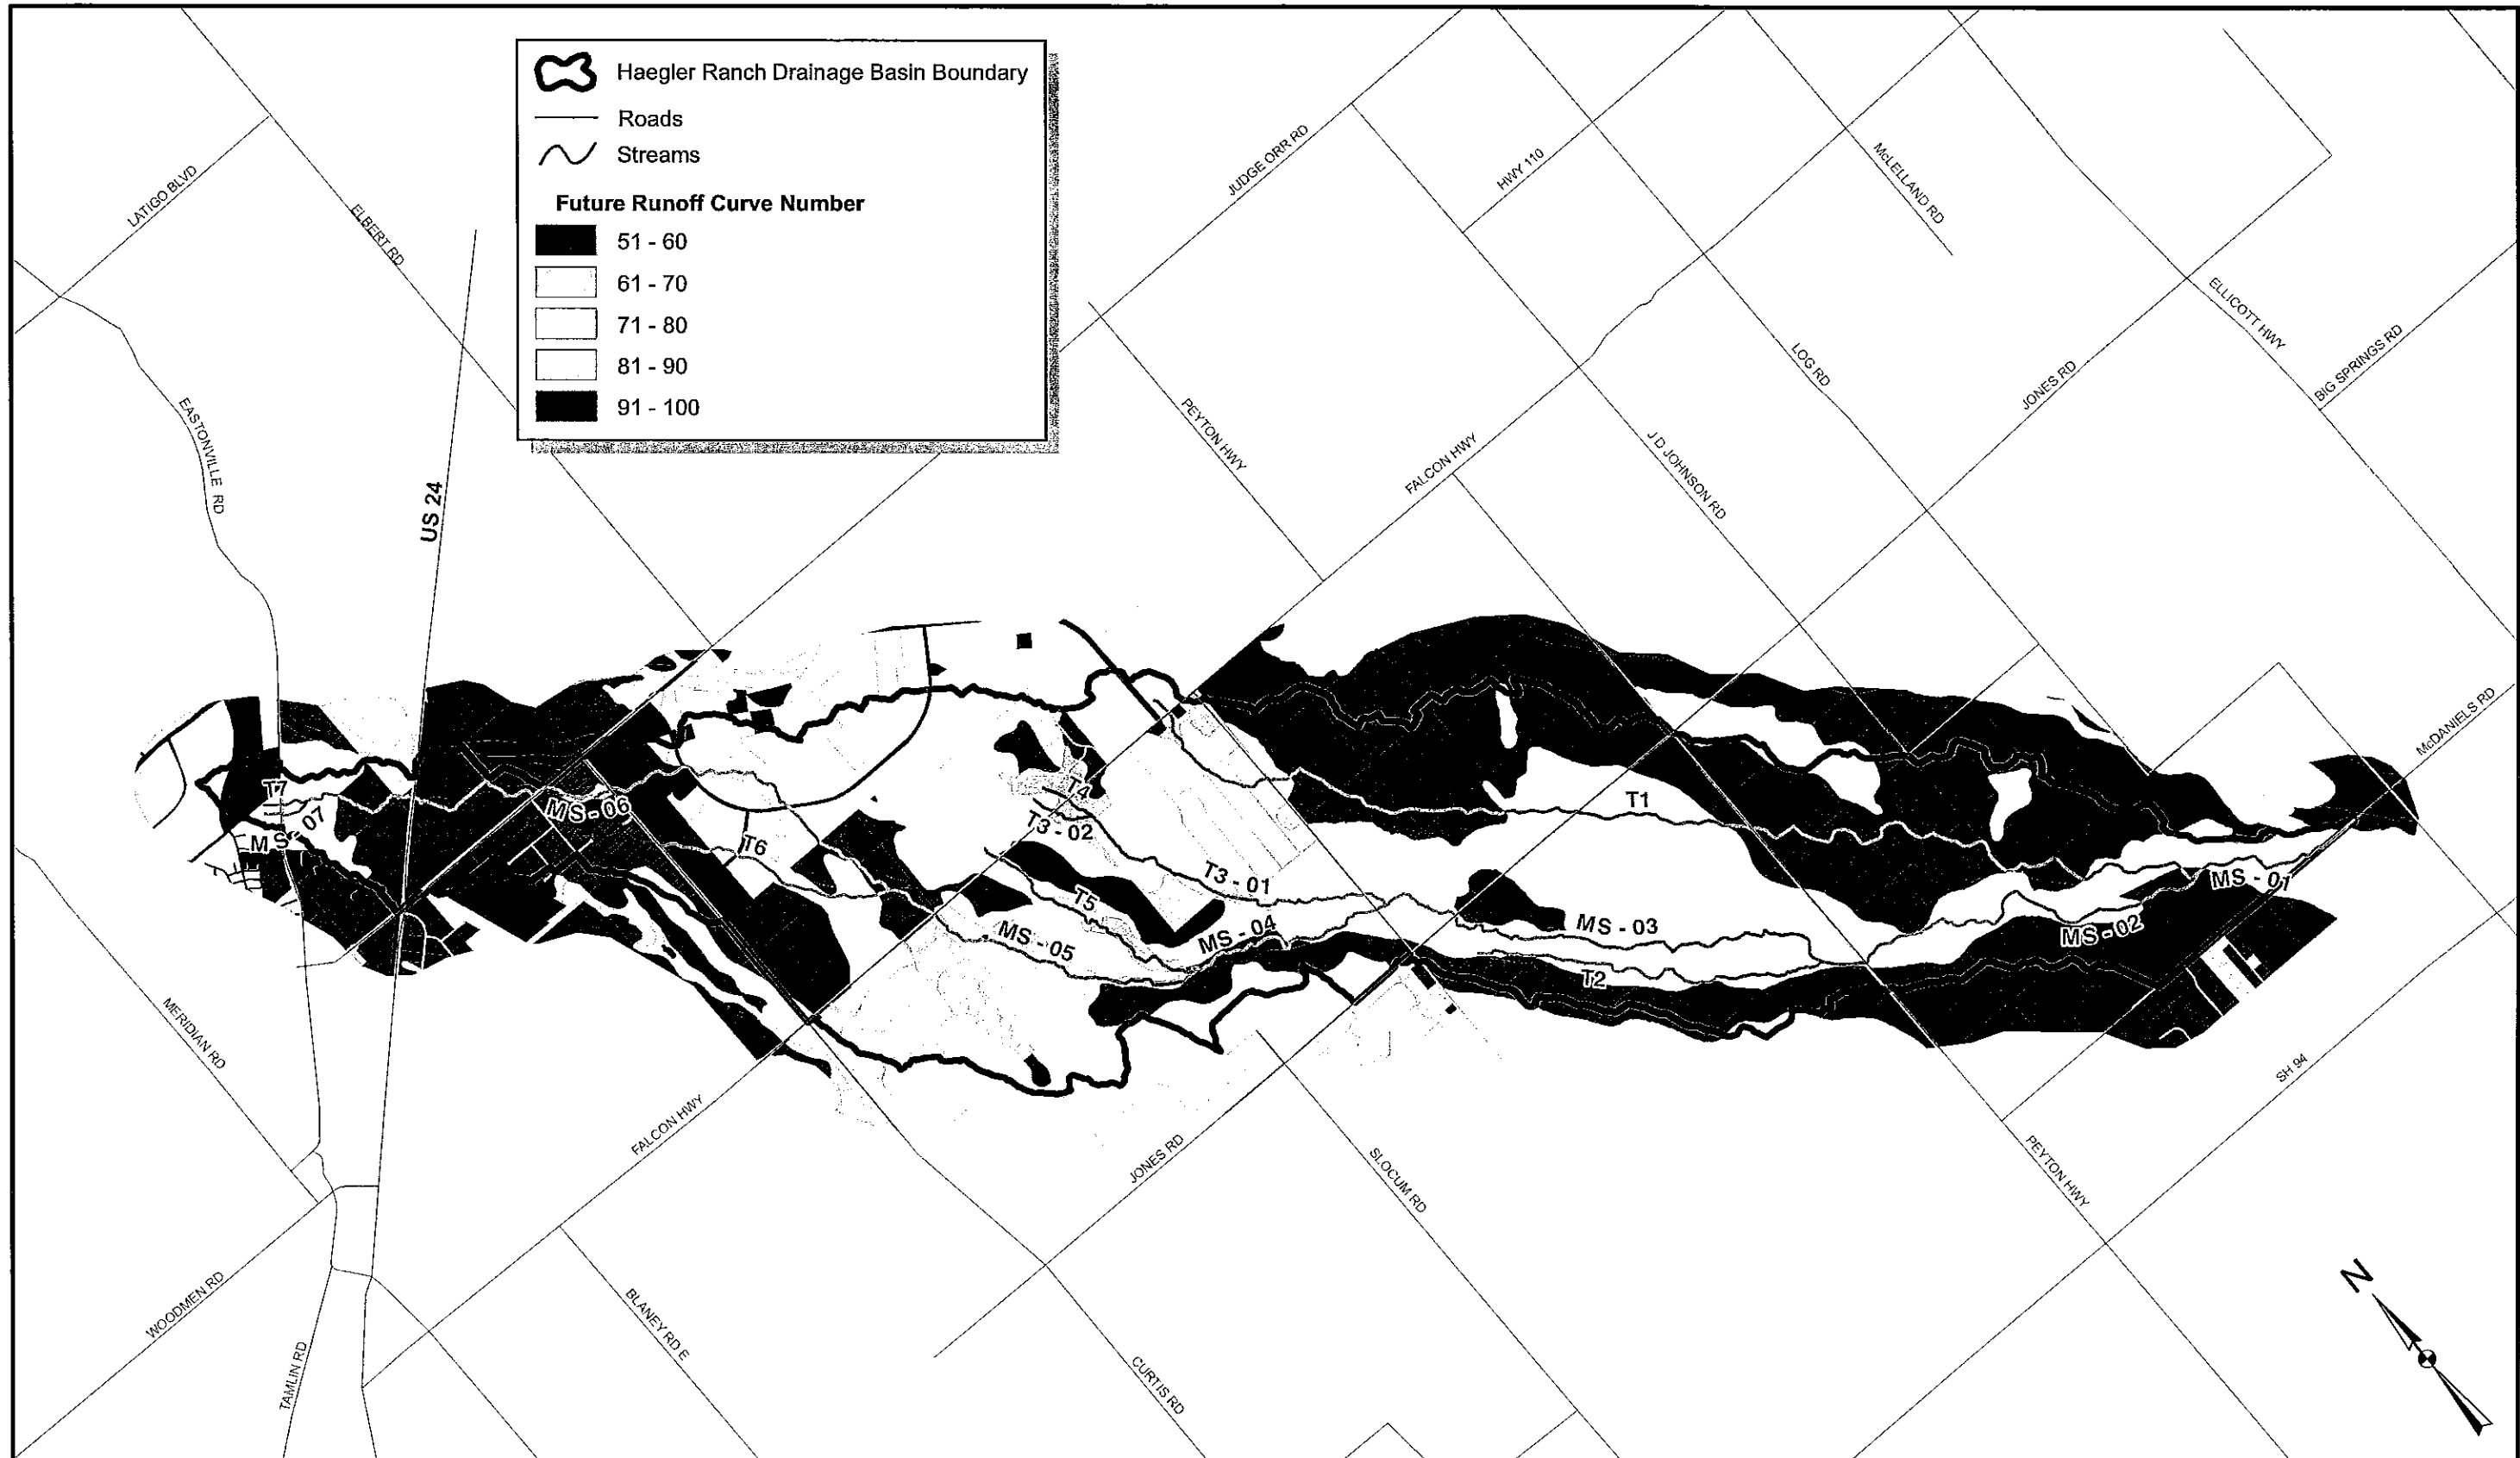 Haegler Ranch Drainage Basin Boundary
Roads
Streams
Future Runoff Curve Number
51 - 60
61 - 70
71 - 80
81 - 90
91 - 100
LATIGO BLVD
ELBERT RD
EASTONVILLE RD
US 24
JUDGE ORR RD
HWY 110
McLELLAND RD
ELLICOTT HWY
BIG SPRINGS RD
LOG RD
JONES RD
PEYTON HWY
FALCON HWY
J D JOHNSON RD
McDANIELS RD
T7
MS - 07
MS - 06
T6
T4
T3 - 02
T3 - 01
T5
MS - 05
MS - 04
T1
MS - 03
T2
MS - 01
MS - 02
MERIDIAN RD
FALCON HWY
JONES RD
SLOCUM RD
PEYTON HWY
SH 94
WOODMEN RD
TAMLIN RD
BLANEY RD E
CURTIS RD
N